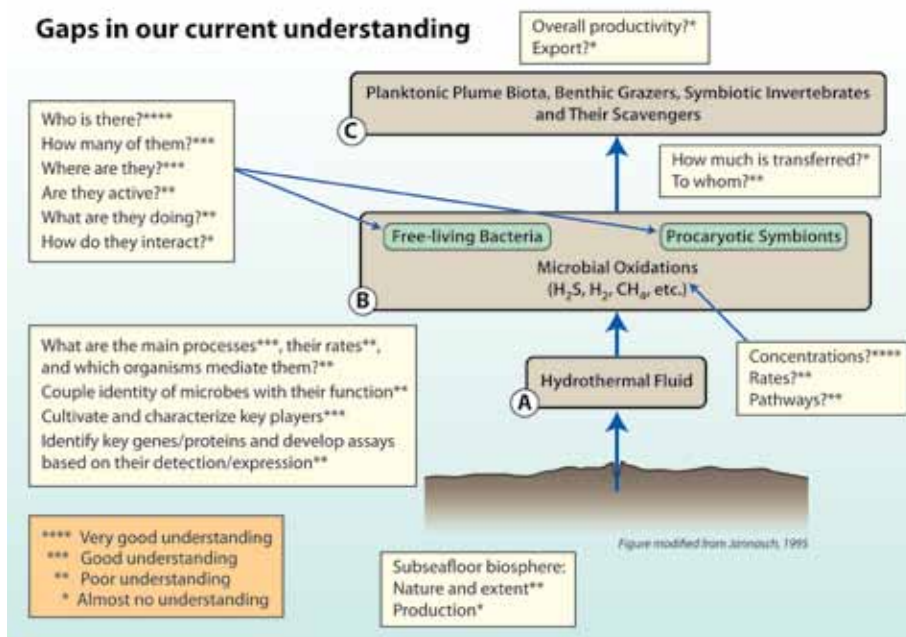 Gaps in our current understanding
Overall productivity?*
Export?*
Planktonic Plume Biota, Benthic Grazers, Symbiotic Invertebrates
and Their Scavengers
C
Who is there?****
How many of them?***
Where are they?***
Are they active?**
What are they doing?**
How do they interact?*
How much is transferred?*
To whom?**
Free-living Bacteria
Procaryotic Symbionts
Microbial Oxidations
(H₂S, H₂, CH₄, etc.)
B
What are the main processes***, their rates**,
and which organisms mediate them?**
Couple identity of microbes with their function**
Cultivate and characterize key players***
Identify key genes/proteins and develop assays
based on their detection/expression**
Concentrations?****
Rates?**
Pathways?**
Hydrothermal Fluid
A
Figure modified from Jannasch, 1995
**** Very good understanding
*** Good understanding
** Poor understanding
* Almost no understanding
Subseafloor biosphere:
Nature and extent**
Production*